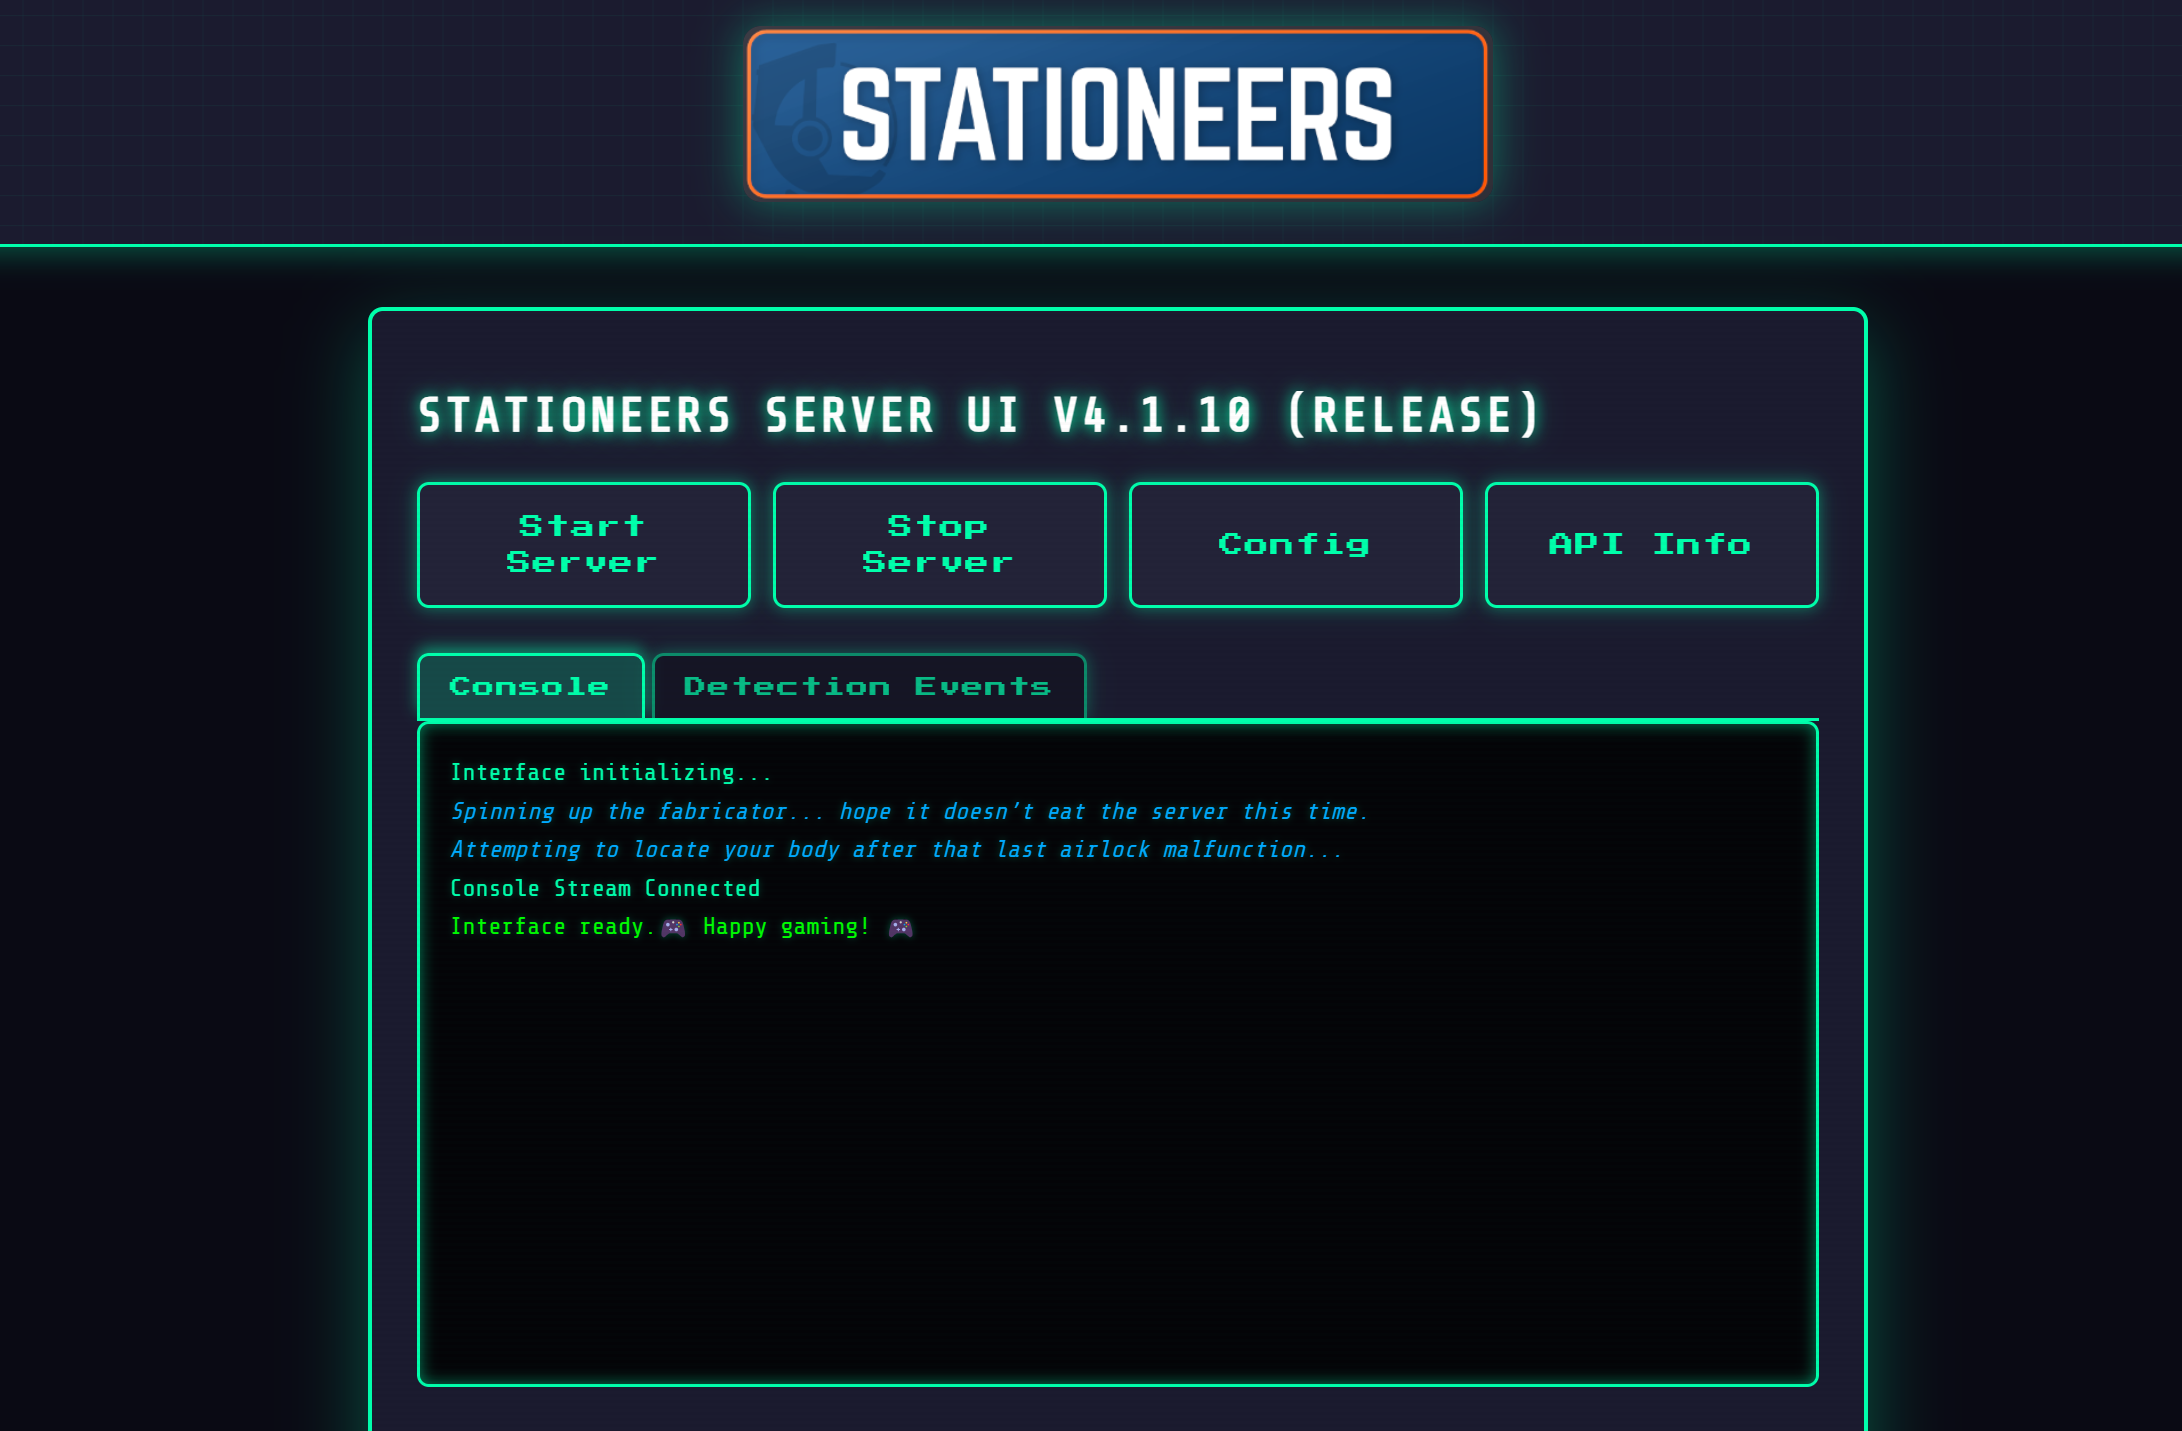 STATIONEERS
STATIONEERS SERVER UI V4.1.10 (RELEASE)
Start
Server
Stop
Server
Config
API Info
Console
Detection Events
Interface initializing...
Spinning up the fabricator... hope it doesn't eat the server this time.
Attempting to locate your body after that last airlock malfunction...
Console Stream Connected
Interface ready.🎮 Happy gaming! 🎮